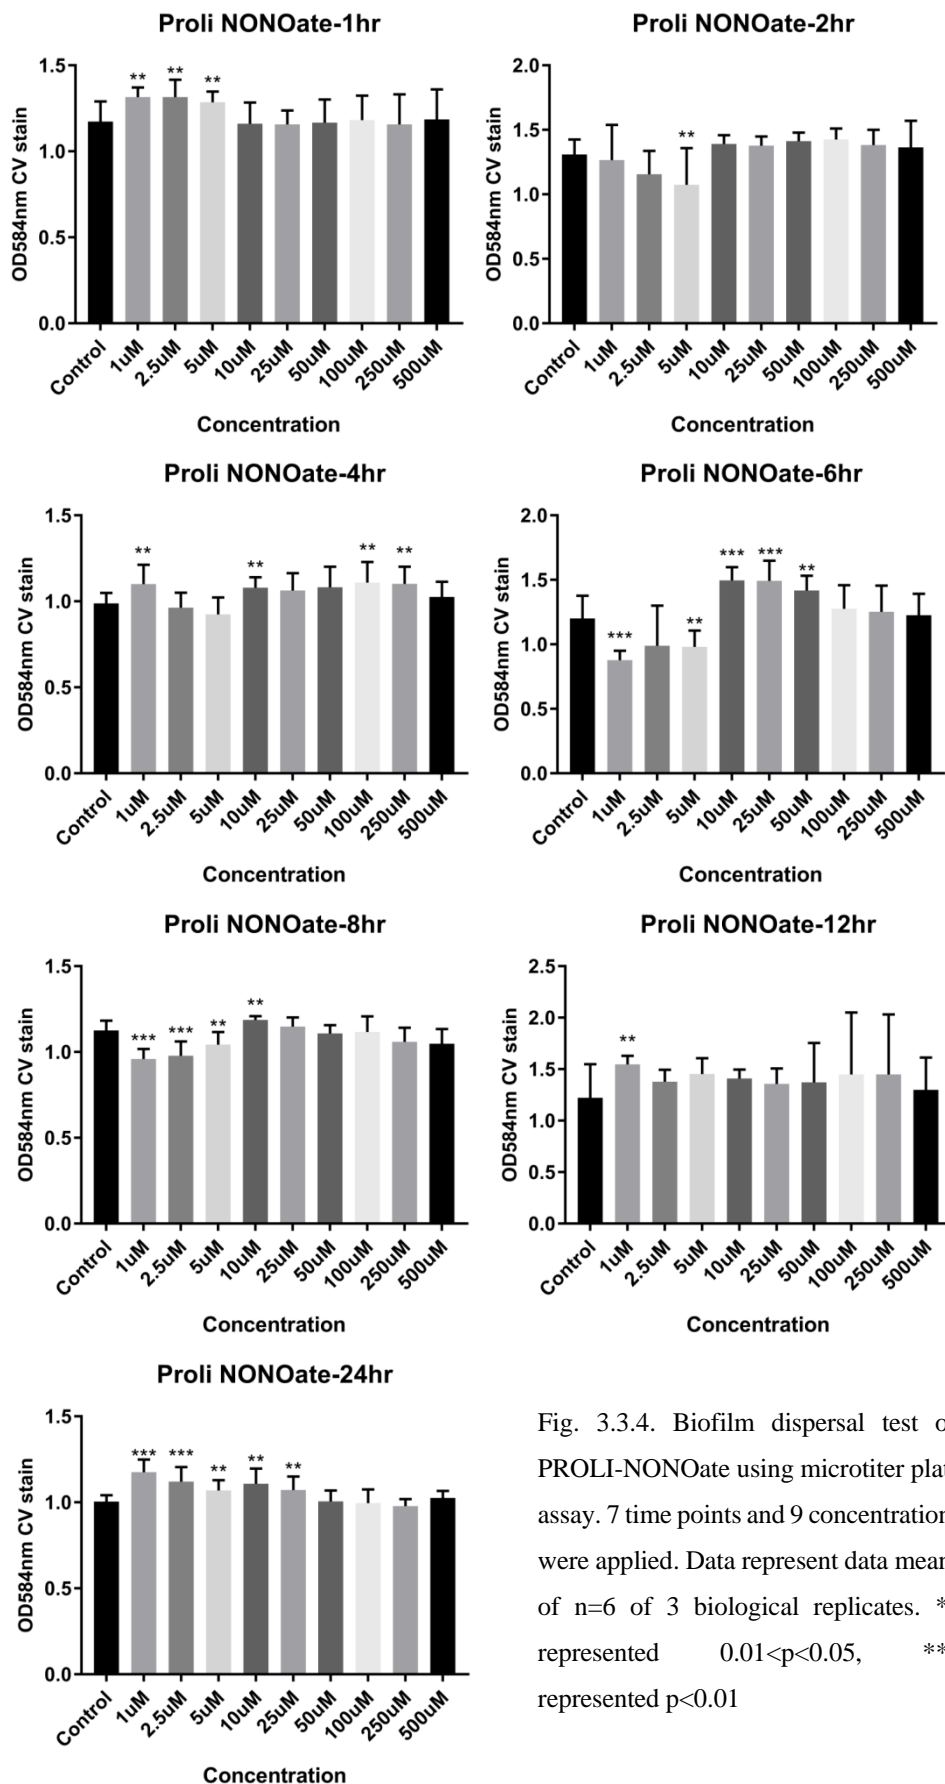 Proli NONOate-1hr
OD584nm CV stain
1.5
1.0
0.5
0.0
** ** **
Control 1uM 2.5uM 5uM 10uM 25uM 50uM 100uM 250uM 500uM
Concentration
Proli NONOate-2hr
OD584nm CV stain
2.0
1.5
1.0
0.5
0.0
**
Control 1uM 2.5uM 5uM 10uM 25uM 50uM 100uM 250uM 500uM
Concentration
Proli NONOate-4hr
OD584nm CV stain
1.5
1.0
0.5
0.0
** ** ** **
Control 1uM 2.5uM 5uM 10uM 25uM 50uM 100uM 250uM 500uM
Concentration
Proli NONOate-6hr
OD584nm CV stain
2.0
1.5
1.0
0.5
0.0
*** ** *** *** **
Control 1uM 2.5uM 5uM 10uM 25uM 50uM 100uM 250uM 500uM
Concentration
Proli NONOate-8hr
OD584nm CV stain
1.5
1.0
0.5
0.0
*** *** ** **
Control 1uM 2.5uM 5uM 10uM 25uM 50uM 100uM 250uM 500uM
Concentration
Proli NONOate-12hr
OD584nm CV stain
2.5
2.0
1.5
1.0
0.5
0.0
**
Control 1uM 2.5uM 5uM 10uM 25uM 50uM 100uM 250uM 500uM
Concentration
Proli NONOate-24hr
OD584nm CV stain
1.5
1.0
0.5
0.0
*** *** ** ** **
Control 1uM 2.5uM 5uM 10uM 25uM 50uM 100uM 250uM 500uM
Concentration
Fig. 3.3.4. Biofilm dispersal test o
PROLI-NONOate using microtiter plat
assay. 7 time points and 9 concentration
were applied. Data represent data mean
of n=6 of 3 biological replicates. *
represented 0.01<p<0.05, **
represented p<0.01